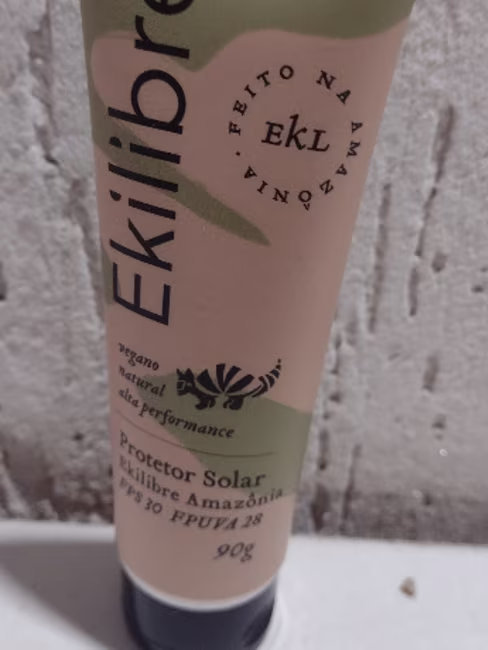 Ekilibre
FEITO NA AMAZÔNIA ·
EKL
vegano
natural
alta performance
Protetor Solar
Ekilibre Amazônia
FPS 30 FPUVA 28
90g